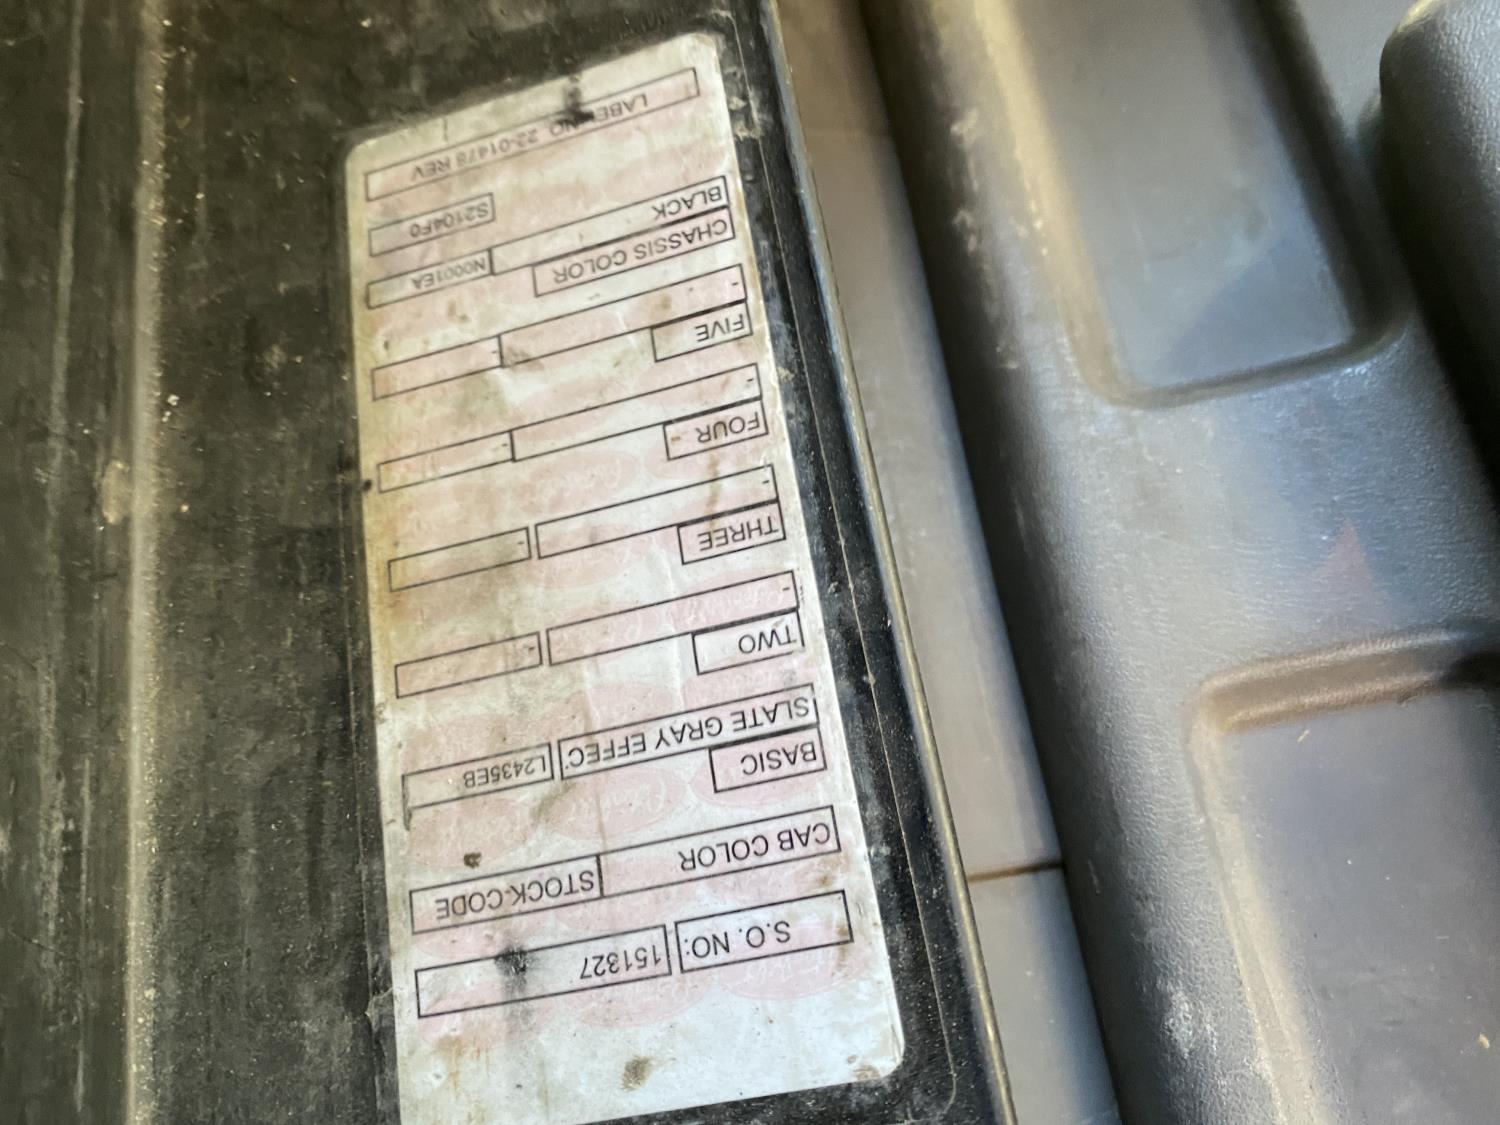 S.O. NO: 151327
CAB COLOR STOCK-CODE
BASIC
SLATE GRAY EFFEC L2435EB
TWO
- -
THREE
- -
FOUR
- -
FIVE
- -
CHASSIS COLOR
BLACK N0001EA
S2104F0
LABEL NO. 22-01478 REV